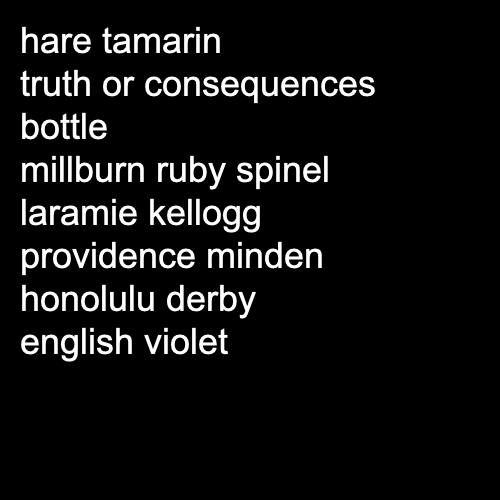 hare tamarin
truth or consequences
bottle
millburn ruby spinel
laramie kellogg
providence minden
honolulu derby
english violet